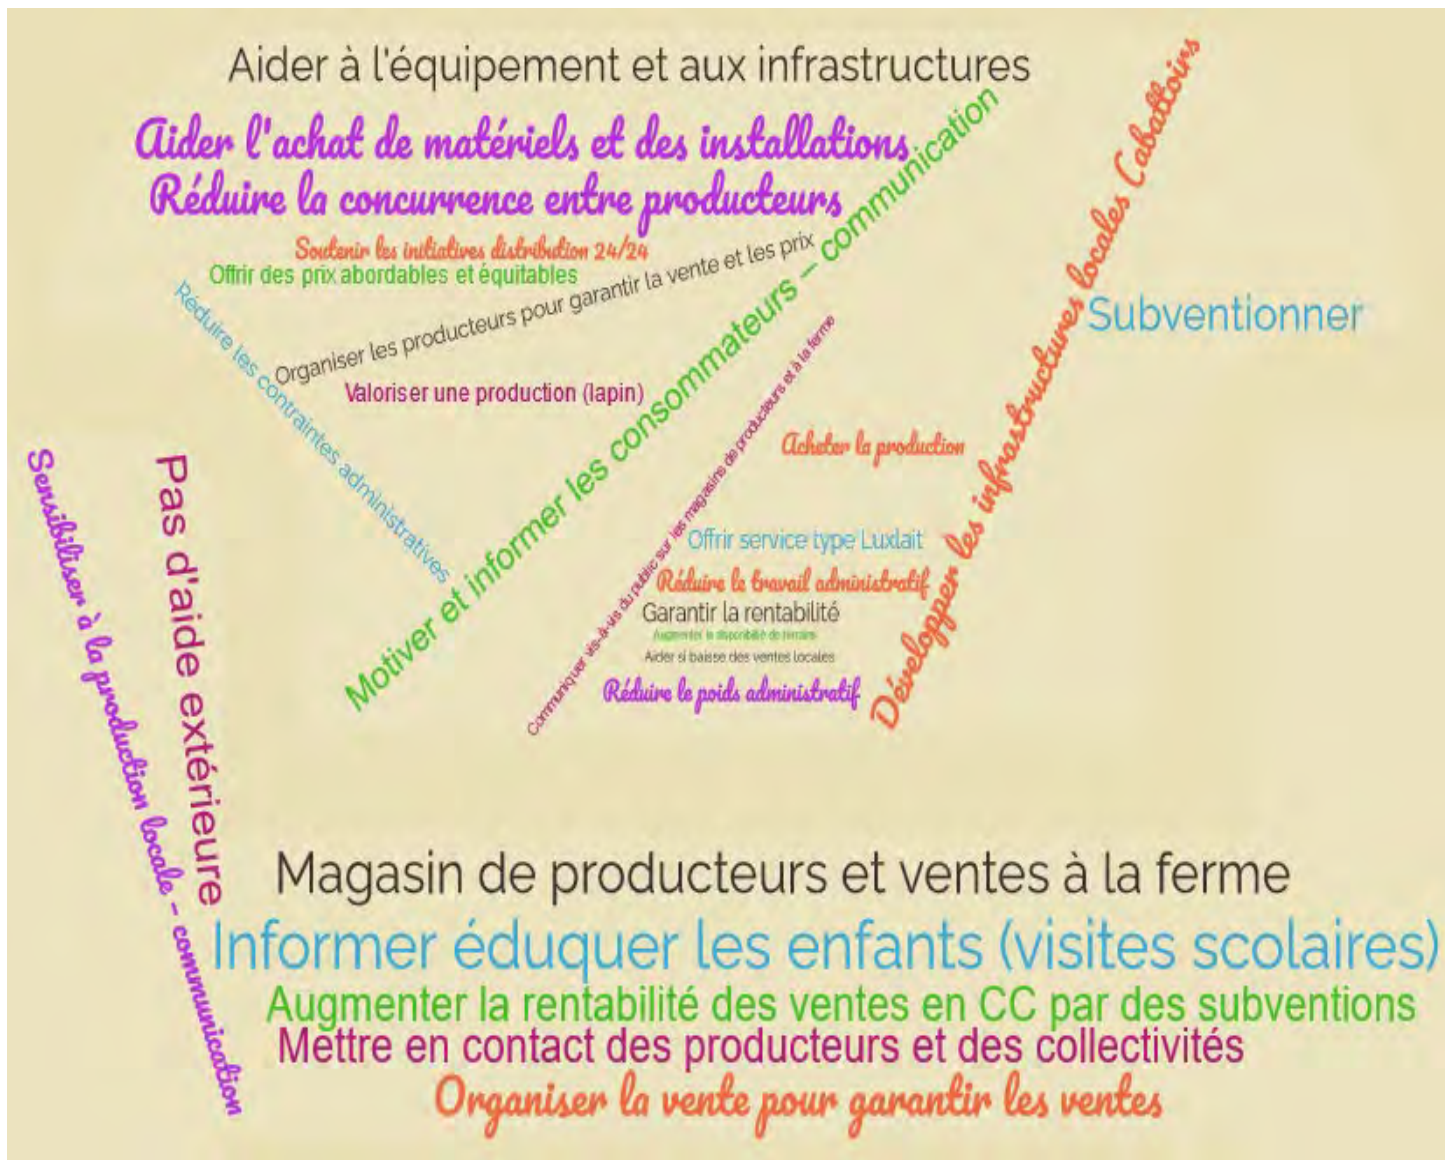 Aider à l'équipement et aux infrastructures
Aider l'achat de matériels et des installations
Réduire la concurrence entre producteurs
Soutenir les initiatives distribution 24/24
Offrir des prix abordables et équitables
Réduire les contraintes administratives
Organiser les producteurs pour garantir la vente et les prix
Valoriser une production (lapin)
Motiver et informer les consommateurs – communication
Communiquer vis-à-vis du public sur les magasins de producteurs et à la ferme
Développer les infrastructures locales Cabattoirs
Subventionner
Acheter la production
Offrir service type Luxlait
Réduire le travail administratif
Garantir la rentabilité
Augmenter la disponibilité de terrains
Aider si baisse des ventes locales
Réduire le poids administratif
Sensibiliser à la production locale - communication
Pas d'aide extérieure
Magasin de producteurs et ventes à la ferme
Informer éduquer les enfants (visites scolaires)
Augmenter la rentabilité des ventes en CC par des subventions
Mettre en contact des producteurs et des collectivités
Organiser la vente pour garantir les ventes